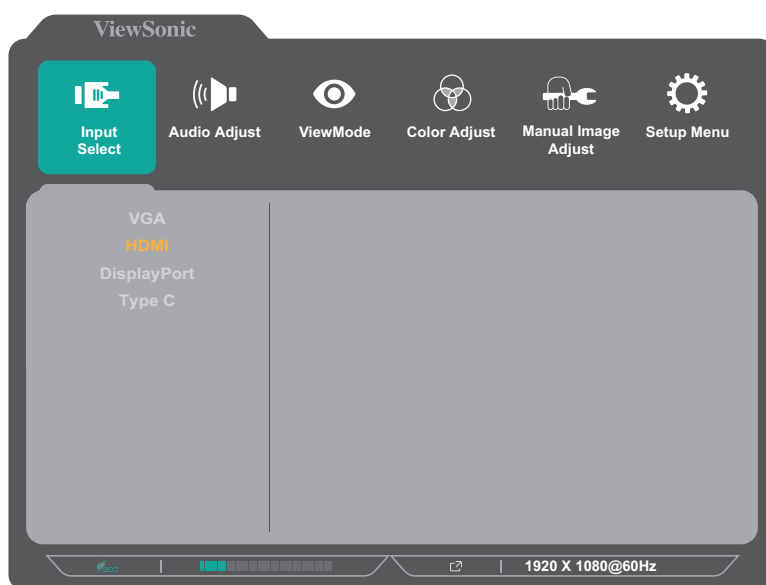 ViewSonic
Input
Select
Audio Adjust
ViewMode
Color Adjust
Manual Image
Adjust
Setup Menu
VGA
HDMI
DisplayPort
Type C
eco
1920 X 1080@60Hz